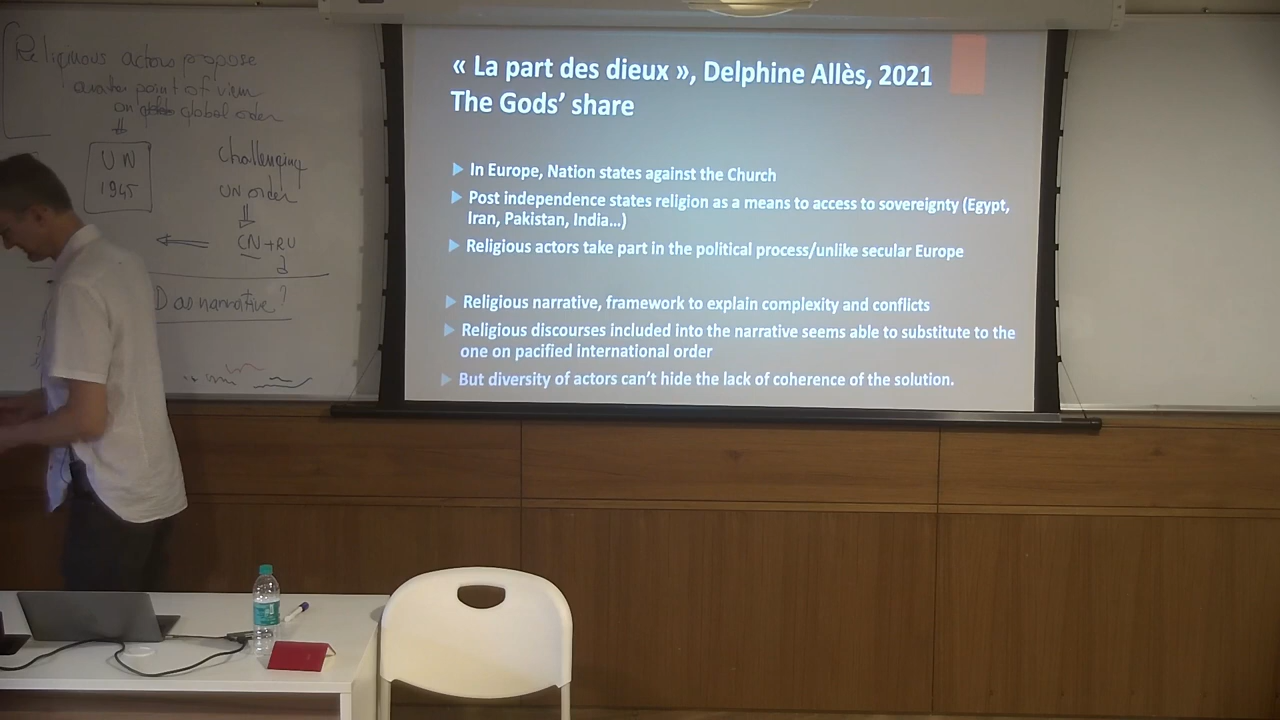 Religious actors propose
another point of view
on global order
UN
1945
Challenging
UN order
CN + RU
D as narrative?
« La part des dieux », Delphine Allès, 2021
The Gods’ share
In Europe, Nation states against the Church
Post independence states religion as a means to access to sovereignty (Egypt,
Iran, Pakistan, India…)
Religious actors take part in the political process/unlike secular Europe
Religious narrative, framework to explain complexity and conflicts
Religious discourses included into the narrative seems able to substitute to the
one on pacified international order
But diversity of actors can’t hide the lack of coherence of the solution.